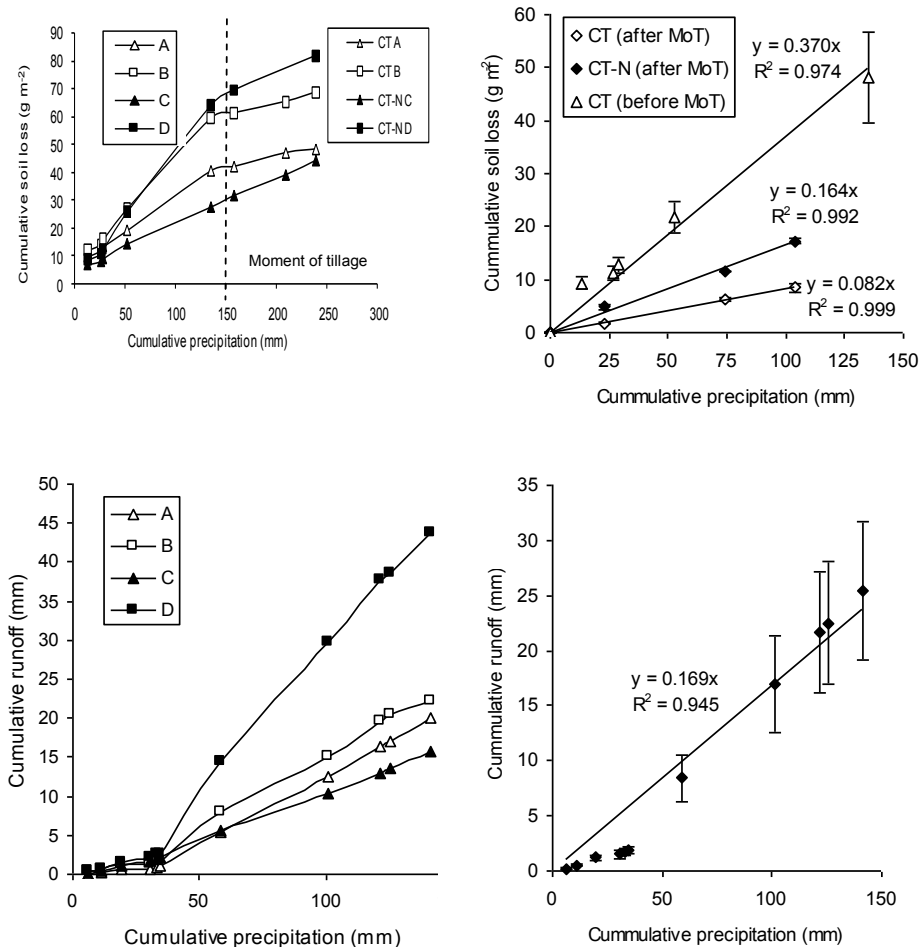 Cumulative soil loss (g m-2)
90
80
70
60
50
40
30
20
10
0
A
B
C
D
CTA
CTB
CT-NC
CT-ND
Moment of tillage
0 50 100 150 200 250 300
Cumulative precipitation (mm)
Cummulative soil loss (g m-2)
60
50
40
30
20
10
0
CT (after MoT)
CT-N (after MoT)
CT (before MoT)
y = 0.370x
R2 = 0.974
y = 0.164x
R2 = 0.992
y = 0.082x
R2 = 0.999
0 25 50 75 100 125 150
Cummulative precipitation (mm)
Cumulative runoff (mm)
50
45
40
35
30
25
20
15
10
5
0
A
B
C
D
0 50 100
Cumulative precipitation (mm)
Cummulative runoff (mm)
35
30
25
20
15
10
5
0
y = 0.169x
R2 = 0.945
0 50 100 150
Cummulative precipitation (mm)